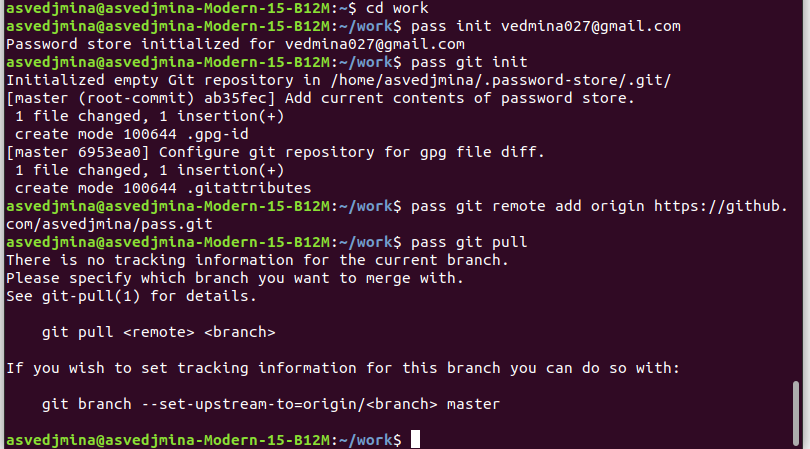 asvedjmina@asvedjmina-Modern-15-B12M:~$ cd work
asvedjmina@asvedjmina-Modern-15-B12M:~/work$ pass init vedmina027@gmail.com
Password store initialized for vedmina027@gmail.com
asvedjmina@asvedjmina-Modern-15-B12M:~/work$ pass git init
Initialized empty Git repository in /home/asvedjmina/.password-store/.git/
[master (root-commit) ab35fec] Add current contents of password store.
 1 file changed, 1 insertion(+)
 create mode 100644 .gpg-id
[master 6953ea0] Configure git repository for gpg file diff.
 1 file changed, 1 insertion(+)
 create mode 100644 .gitattributes
asvedjmina@asvedjmina-Modern-15-B12M:~/work$ pass git remote add origin https://github.
com/asvedjmina/pass.git
asvedjmina@asvedjmina-Modern-15-B12M:~/work$ pass git pull
There is no tracking information for the current branch.
Please specify which branch you want to merge with.
See git-pull(1) for details.

    git pull <remote> <branch>

If you wish to set tracking information for this branch you can do so with:

    git branch --set-upstream-to=origin/<branch> master

asvedjmina@asvedjmina-Modern-15-B12M:~/work$